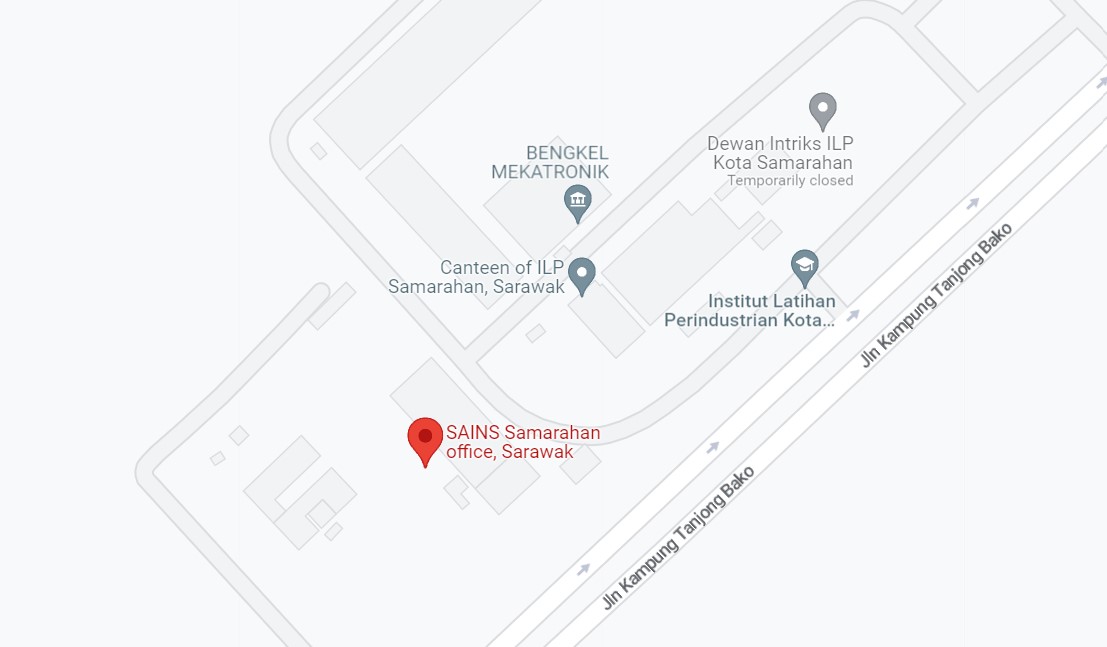 BENGKEL
MEKATRONIK
Dewan Intriks ILP
Kota Samarahan
Temporarily closed
Canteen of ILP
Samarahan, Sarawak
Institut Latihan
Perindustrian Kota...
Jln Kampung Tanjong Bako
SAINS Samarahan
office, Sarawak
Jln Kampung Tanjong Bako